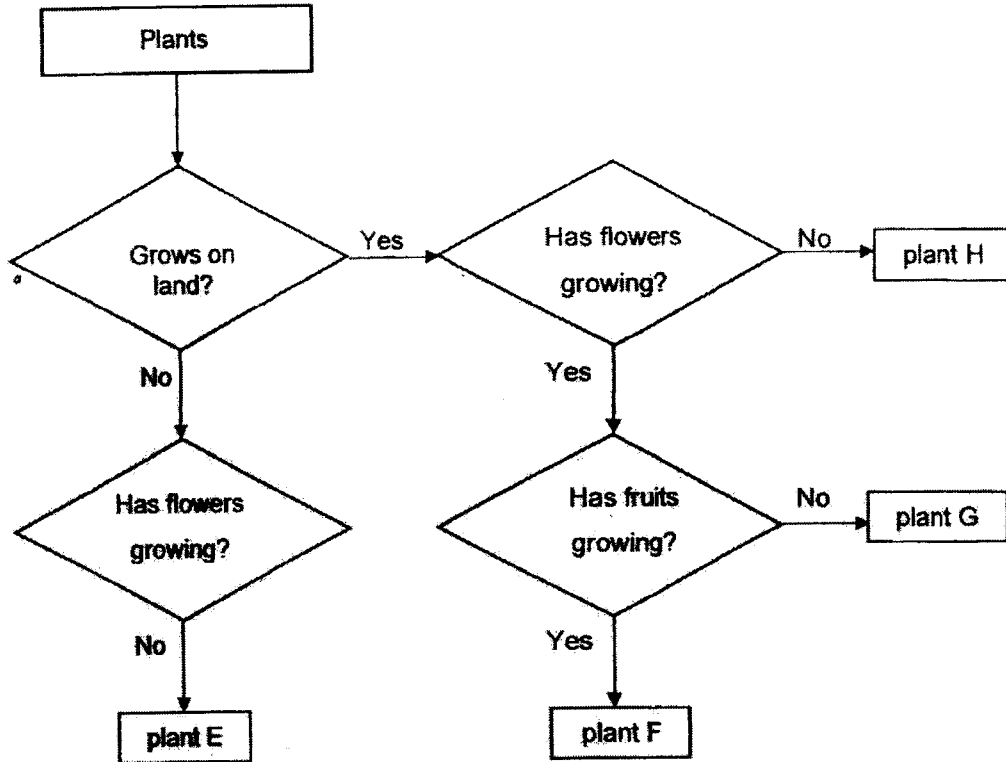 Plants
Grows on
land?
Yes
Has flowers
growing?
No
plant H
No
Yes
Has flowers
growing?
Has fruits
growing?
No
plant G
No
Yes
plant E
plant F